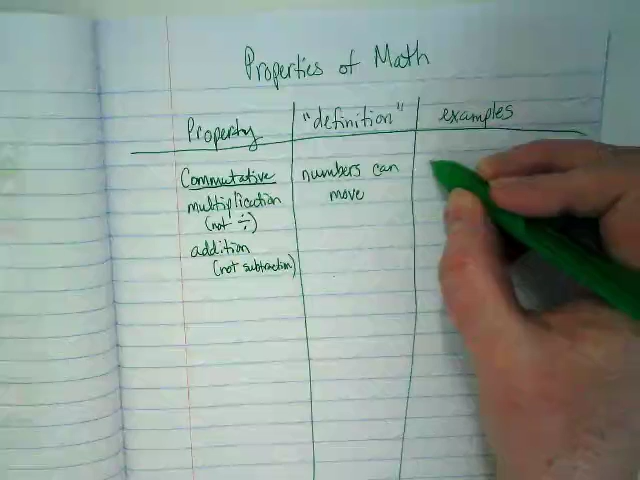 Properties of Math
Property "definition" examples
Commutative numbers can
multiplication move
(not ÷)
addition
(not subtraction)